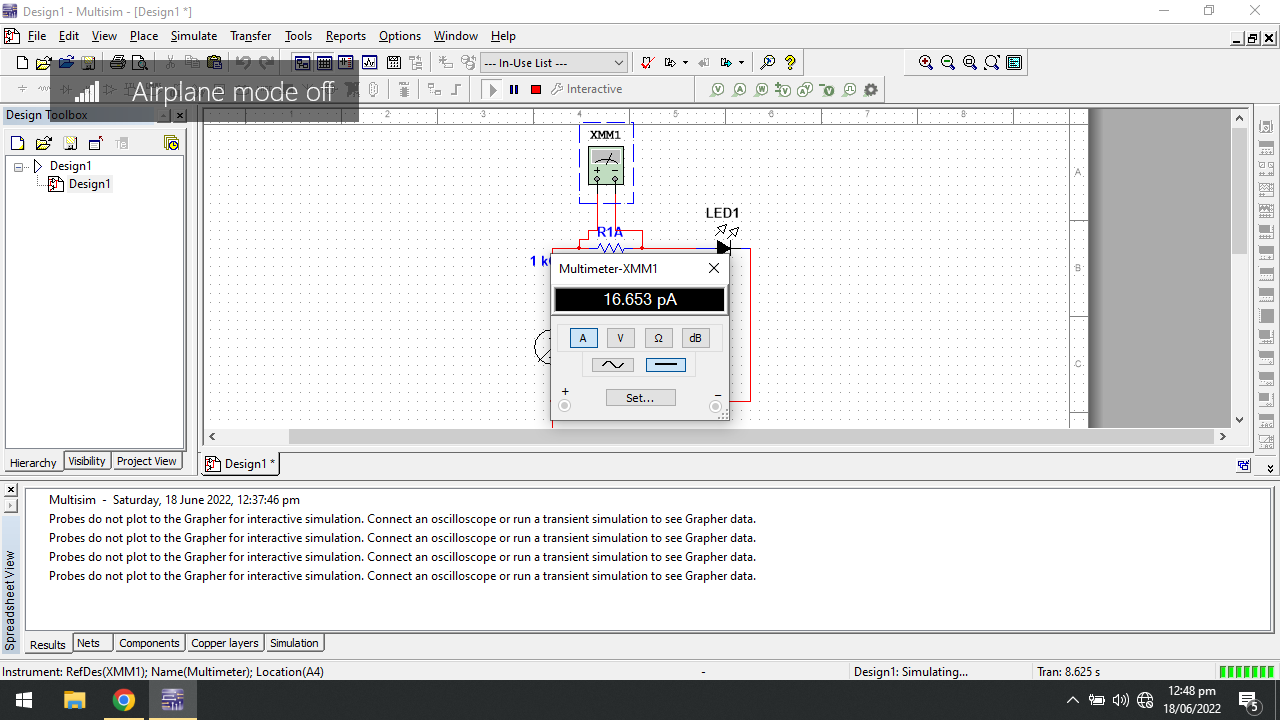 Design1 - Multisim - [Design1 *]
File Edit View Place Simulate Transfer Tools Reports Options Window Help
--- In-Use List ---
Airplane mode off
Interactive
V A W V A V V
Design Toolbox
Design1
Design1
Hierarchy Visibility Project View
1 2 3 4 5 6 7 8
A
B
C
XMM1
+ −
LED1
R1A
1 k
Multimeter-XMM1
16.653 pA
A V Ω dB
+ −
Set...
Design1 *
Spreadsheet View
Multisim - Saturday, 18 June 2022, 12:37:46 pm
Probes do not plot to the Grapher for interactive simulation. Connect an oscilloscope or run a transient simulation to see Grapher data.
Probes do not plot to the Grapher for interactive simulation. Connect an oscilloscope or run a transient simulation to see Grapher data.
Probes do not plot to the Grapher for interactive simulation. Connect an oscilloscope or run a transient simulation to see Grapher data.
Probes do not plot to the Grapher for interactive simulation. Connect an oscilloscope or run a transient simulation to see Grapher data.
Results Nets Components Copper layers Simulation
Instrument: RefDes(XMM1); Name(Multimeter); Location(A4) - Design1: Simulating... Tran: 8.625 s
12:48 pm
18/06/2022
5